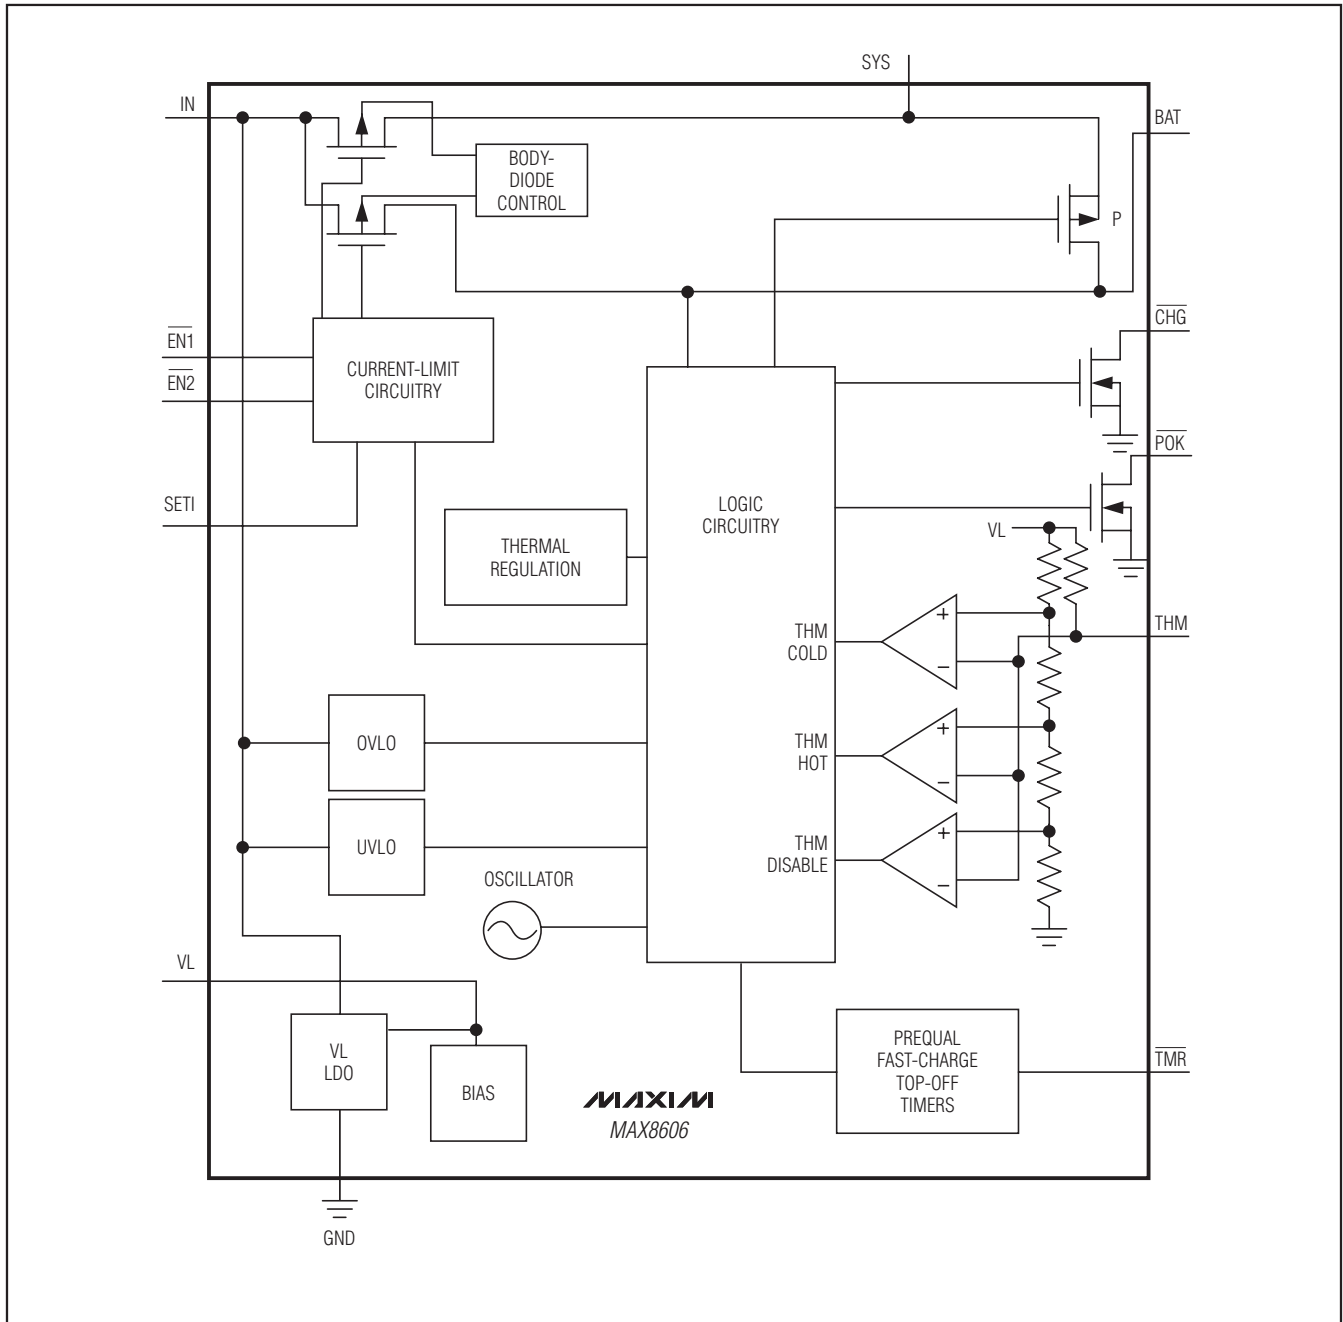 SYS
IN
BAT
BODY-
DIODE
CONTROL
P
CHG
EN1
EN2
CURRENT-LIMIT
CIRCUITRY
POK
SETI
LOGIC
CIRCUITRY
VL
THERMAL
REGULATION
THM
THM
COLD
+
−
OVLO
THM
HOT
+
−
UVLO
THM
DISABLE
+
−
OSCILLATOR
VL
VL
LDO
BIAS
PREQUAL
FAST-CHARGE
TOP-OFF
TIMERS
TMR
MAXIM
MAX8606
GND